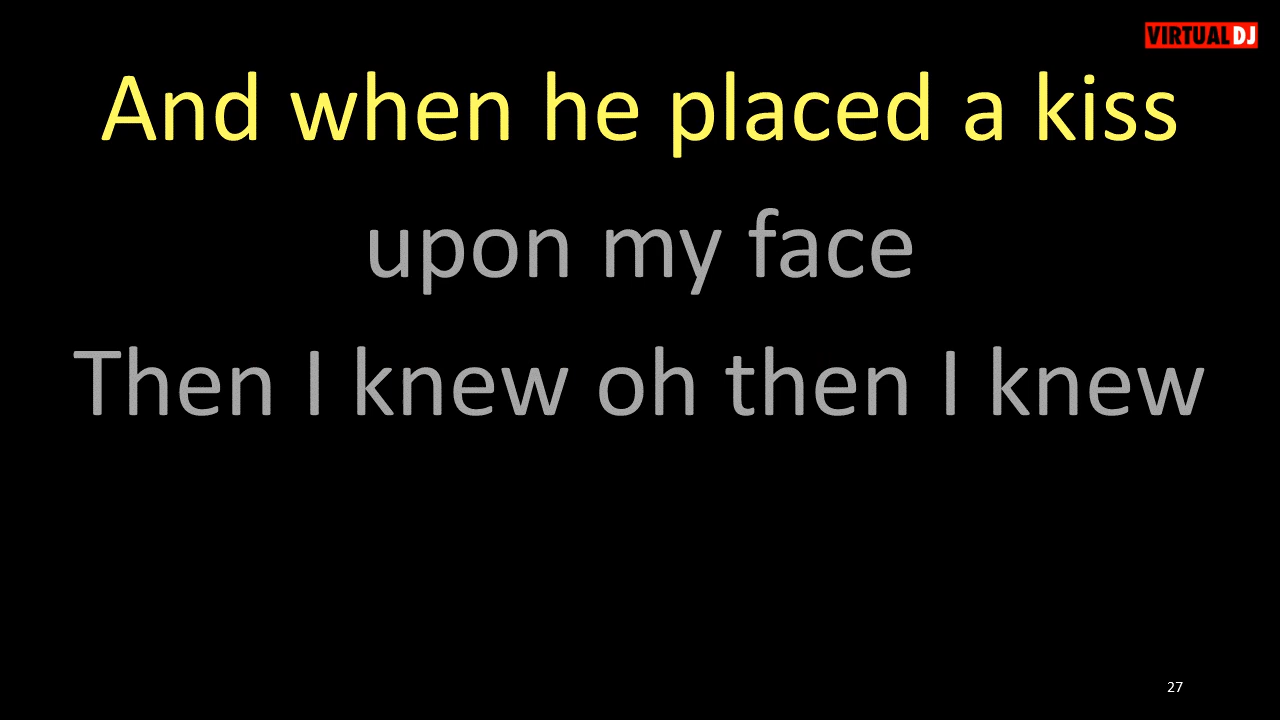 VIRTUAL DJ
And when he placed a kiss
upon my face
Then I knew oh then I knew
27